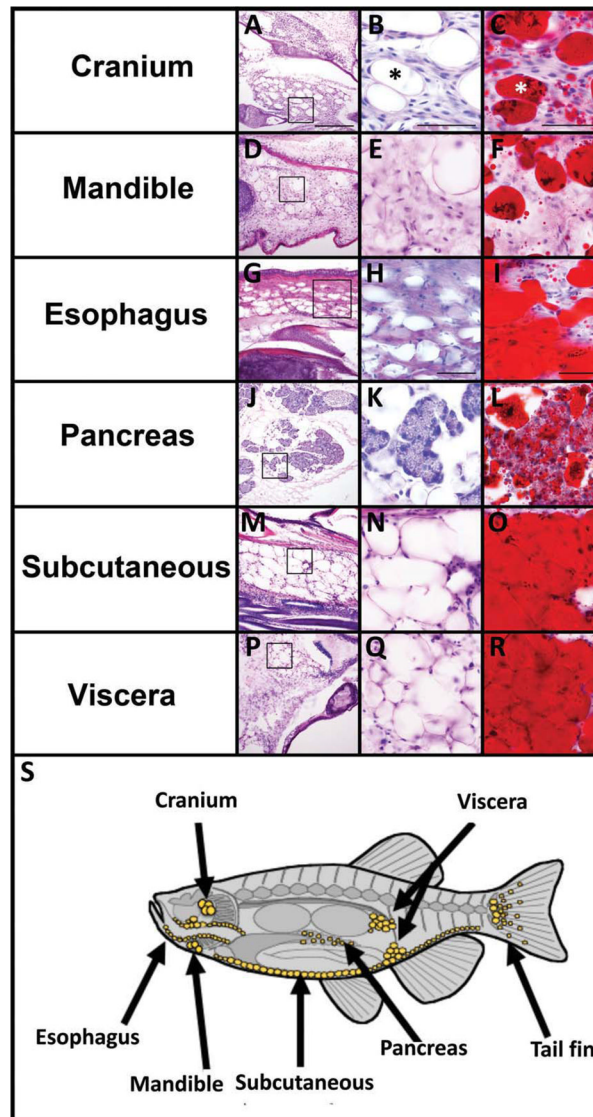 Cranium
A
B
C
*
*
Mandible
D
E
F
Esophagus
G
H
I
Pancreas
J
K
L
Subcutaneous
M
N
O
Viscera
P
Q
R
S
Cranium
Viscera
Esophagus
Mandible
Subcutaneous
Pancreas
Tail fin